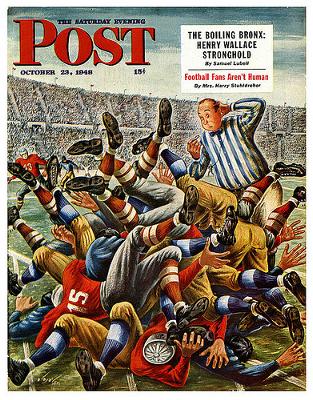 THE SATURDAY EVENING
POST
OCTOBER 23, 1948
15¢
THE BOILING BRONX:
HENRY WALLACE
STRONGHOLD
By Samuel Lubell
Football Fans Aren't Human
By Mrs. Harry Stuhldreher
15